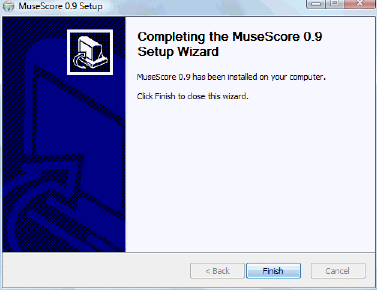 MuseScore 0.9 Setup
Completing the MuseScore 0.9
Setup Wizard
MuseScore 0.9 has been installed on your computer.
Click Finish to close this wizard.
< Back
Finish
Cancel